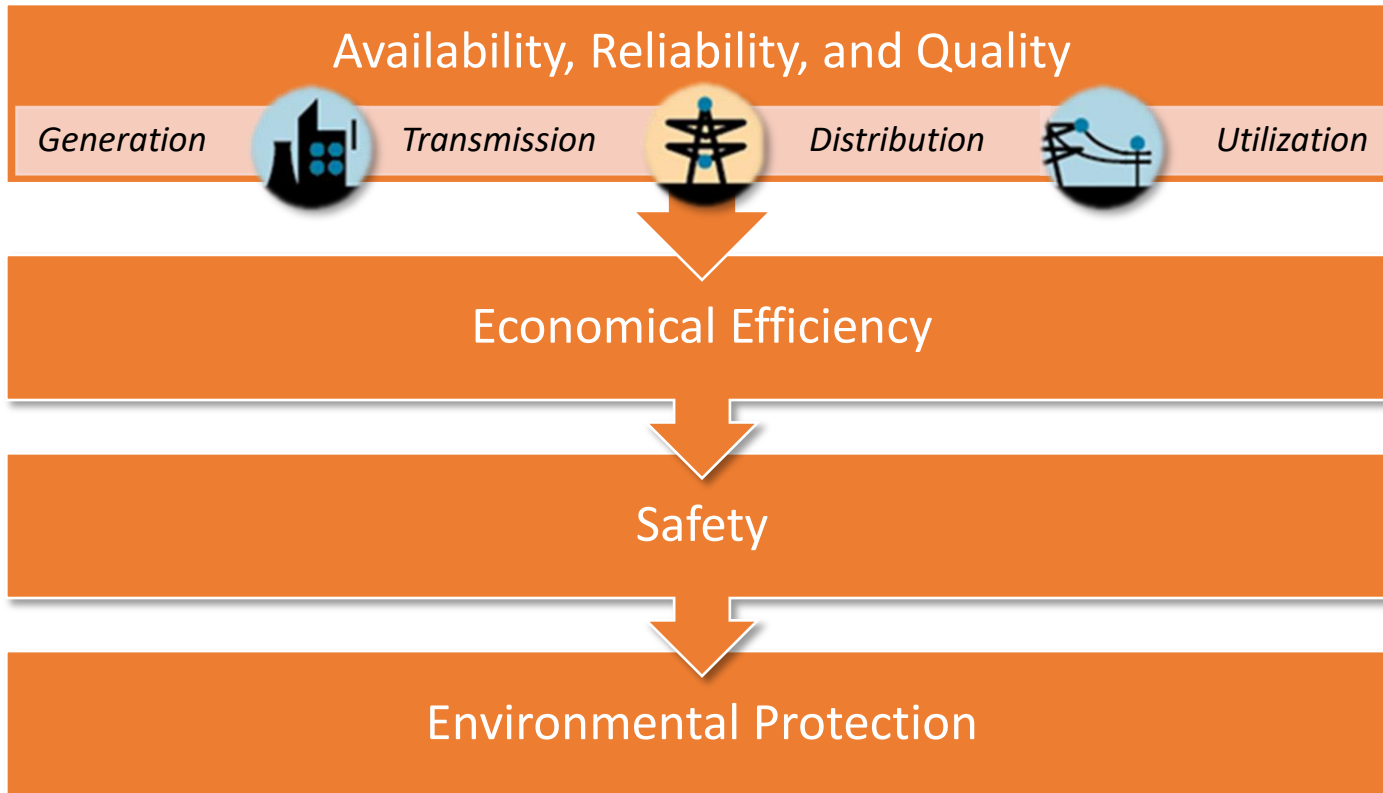 Availability, Reliability, and Quality
Generation Transmission Distribution Utilization
Economical Efficiency
Safety
Environmental Protection